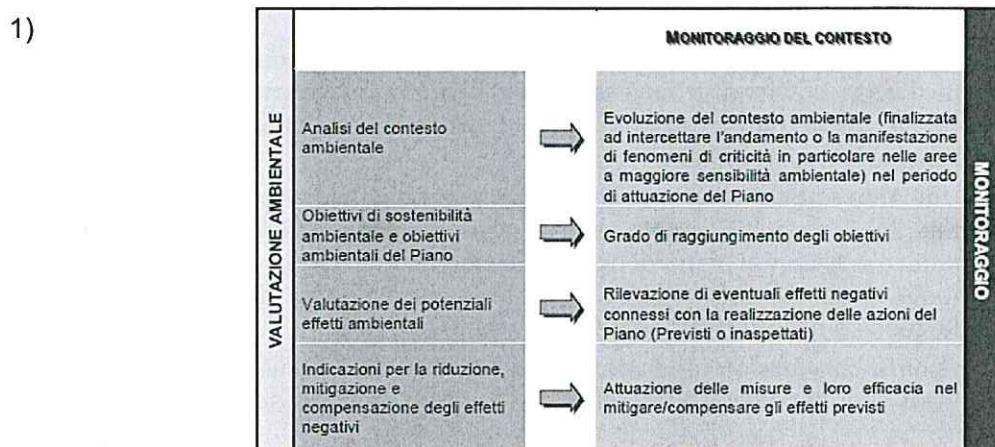 1)
MONITORAGGIO DEL CONTESTO
VALUTAZIONE AMBIENTALE
Analisi del contesto
ambientale
Evoluzione del contesto ambientale (finalizzata
ad intercettare l'andamento o la manifestazione
di fenomeni di criticità in particolare nelle aree
a maggiore sensibilità ambientale) nel periodo
di attuazione del Piano
Obiettivi di sostenibilità
ambientale e obiettivi
ambientali del Piano
Grado di raggiungimento degli obiettivi
Valutazione dei potenziali
effetti ambientali
Rilevazione di eventuali effetti negativi
connessi con la realizzazione delle azioni del
Piano (Previsti o inaspettati)
Indicazioni per la riduzione,
mitigazione e
compensazione degli effetti
negativi
Attuazione delle misure e loro efficacia nel
mitigare/compensare gli effetti previsti
MONITORAGGIO